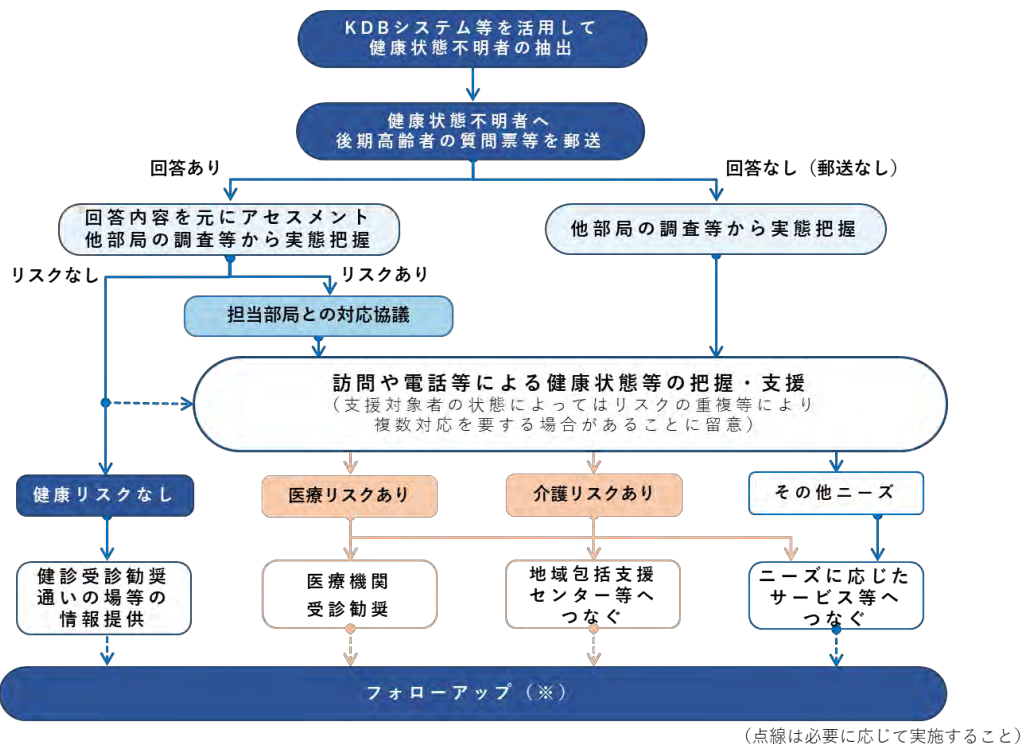 KDBシステム等を活用して
健康状態不明者の抽出
健康状態不明者へ
後期高齢者の質問票等を郵送
回答あり
回答なし（郵送なし）
回答内容を元にアセスメント
他部局の調査等から実態把握
他部局の調査等から実態把握
リスクなし
リスクあり
担当部局との対応協議
訪問や電話等による健康状態等の把握・支援
（支援対象者の状態によってはリスクの重複等により
複数対応を要する場合があることに留意）
健康リスクなし
医療リスクあり
介護リスクあり
その他ニーズ
健診受診勧奨
通いの場等の
情報提供
医療機関
受診勧奨
地域包括支援
センター等へ
つなぐ
ニーズに応じた
サービス等へ
つなぐ
フォローアップ（※）
（点線は必要に応じて実施すること）